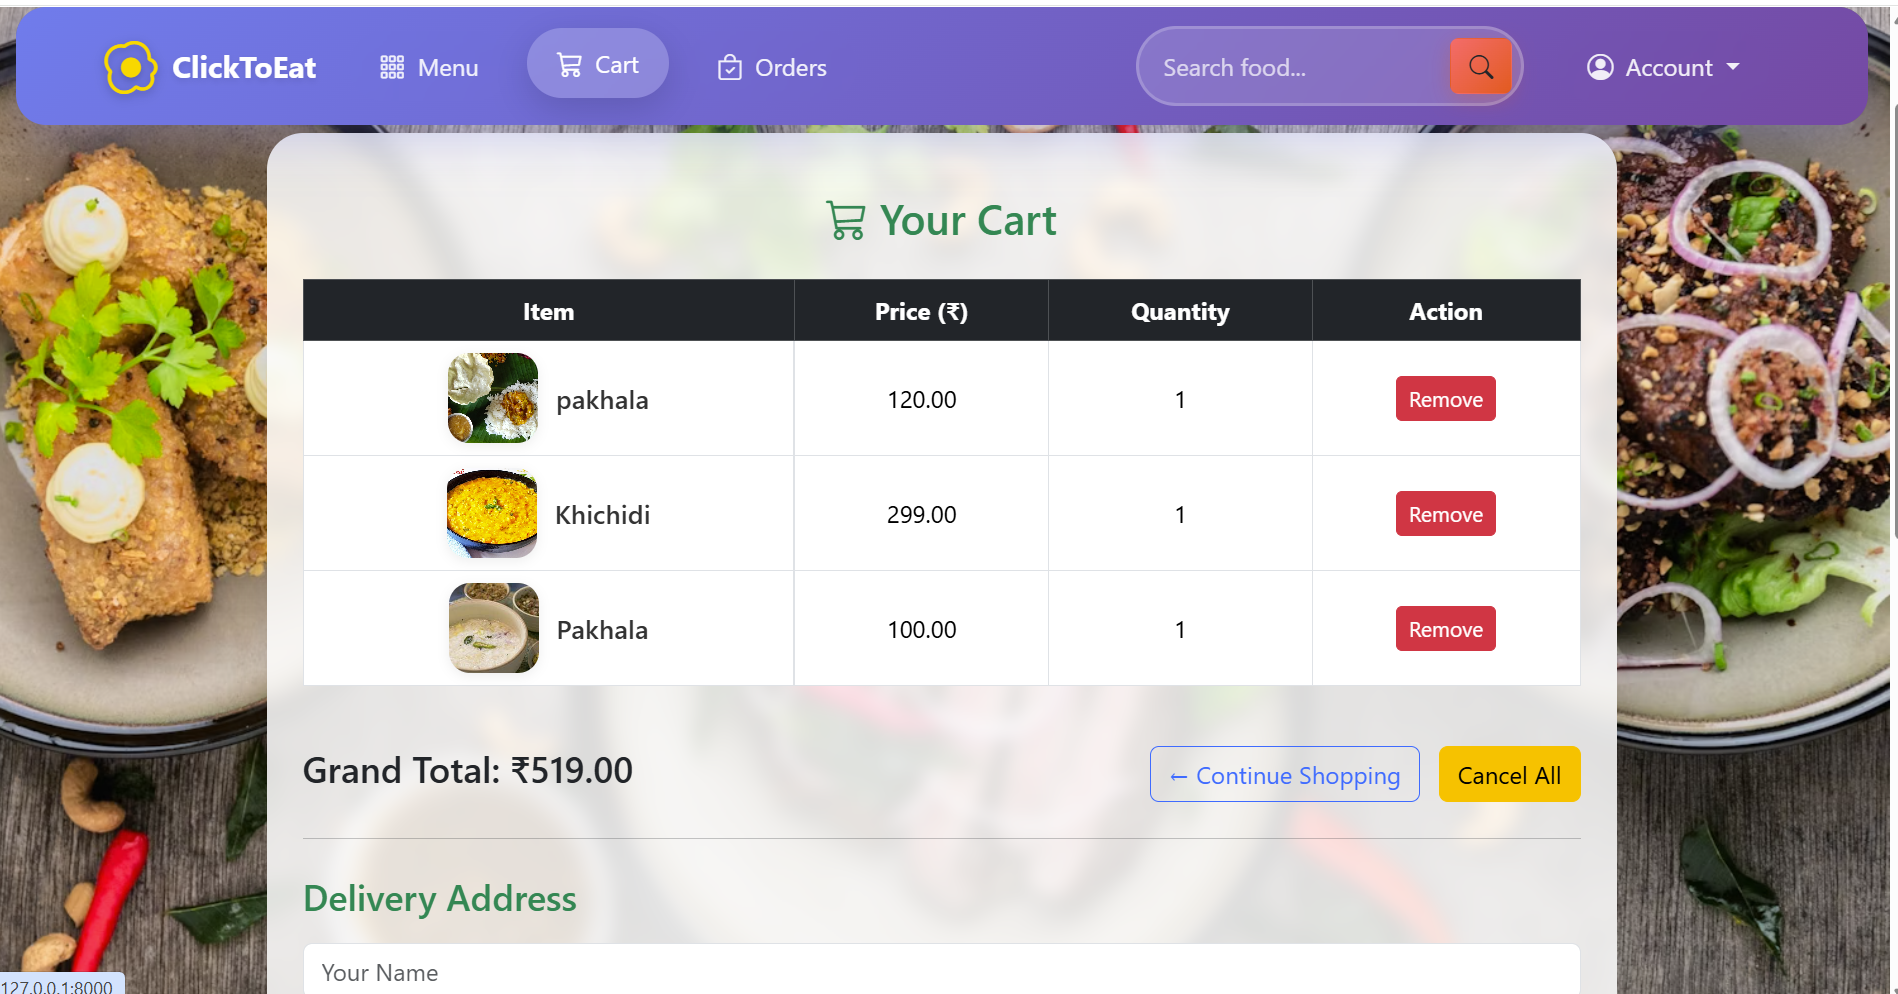 ClickToEat
Menu
Cart
Orders
Search food...
Account
Your Cart
Item Price (₹) Quantity Action
pakhala 120.00 1 Remove
Khichidi 299.00 1 Remove
Pakhala 100.00 1 Remove
Grand Total: ₹519.00
← Continue Shopping
Cancel All
Delivery Address
Your Name
127.0.0.1:8000